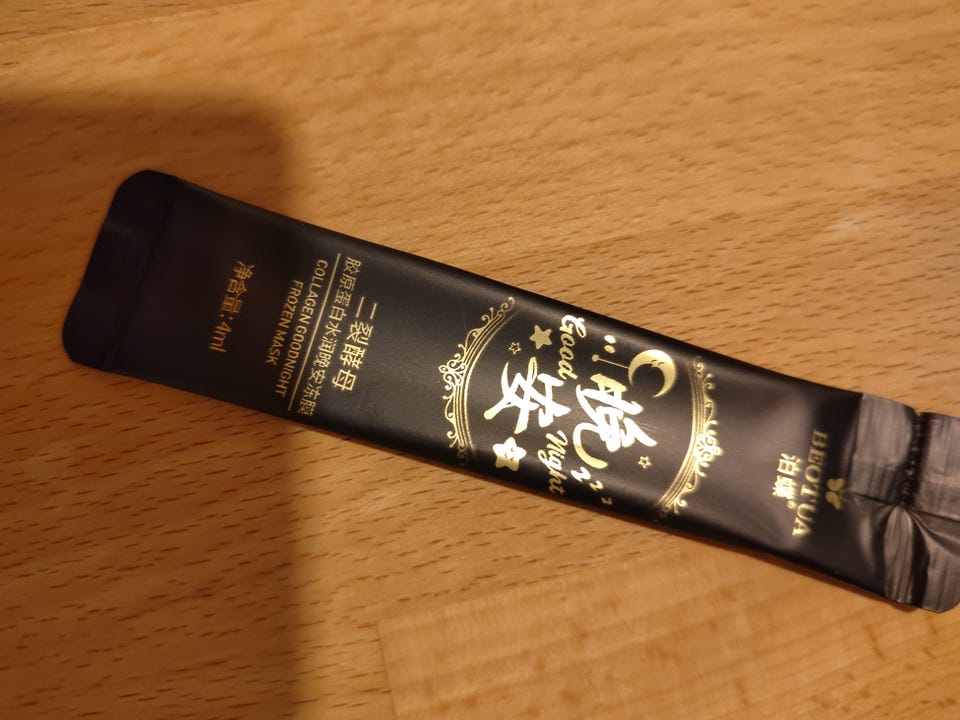 BEOTUA
泊蝶®
晚安
z z z
Good Night
二裂酵母
胶原蛋白水润晚安冻膜
COLLAGEN GOODNIGHT
FROZEN MASK
净含量: 4ml